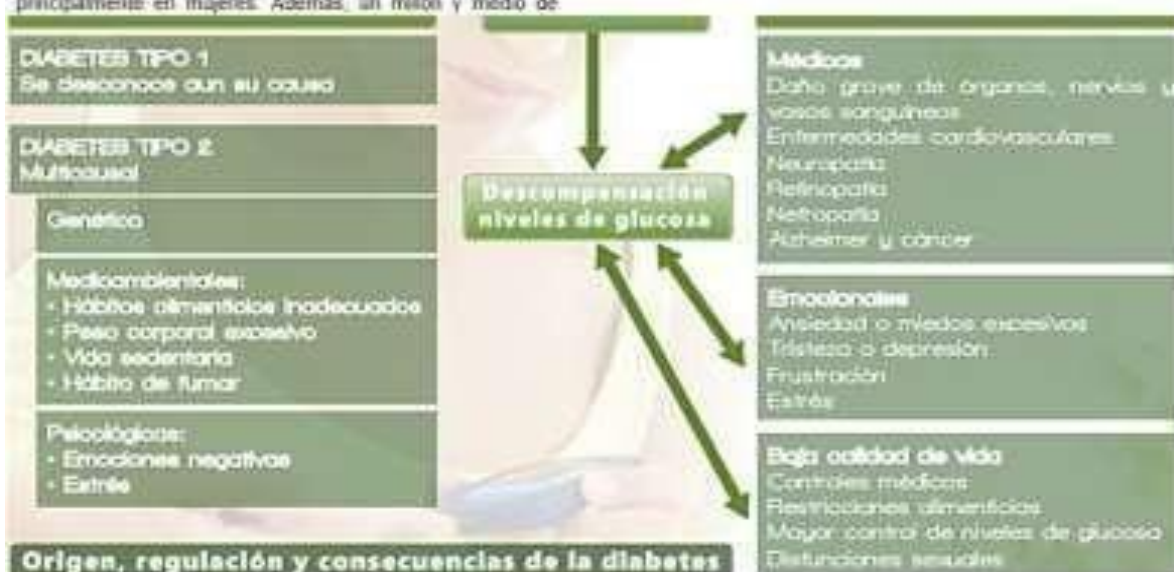 principalmente en mujeres. Además, un millón y medio de
DIABETES TIPO 1
Se desconoce aun su causa
DIABETES TIPO 2
Multicausal
Genética
Medioambientales:
• Hábitos alimenticios inadecuados
• Peso corporal excesivo
• Vida sedentaria
• Hábito de fumar
Psicológicas:
• Emociones negativas
• Estrés
Descompensación
niveles de glucosa
Médicas
Daño grave de órganos, nervios y
vasos sanguíneos
Enfermedades cardiovasculares
Neuropatía
Retinopatía
Nefropatía
Alzheimer y cáncer
Emocionales
Ansiedad o miedos excesivos
Tristeza o depresión
Frustración
Estrés
Baja calidad de vida
Controles médicos
Restricciones alimenticias
Mayor control de niveles de glucosa
Disfunciones sexuales
Origen, regulación y consecuencias de la diabetes